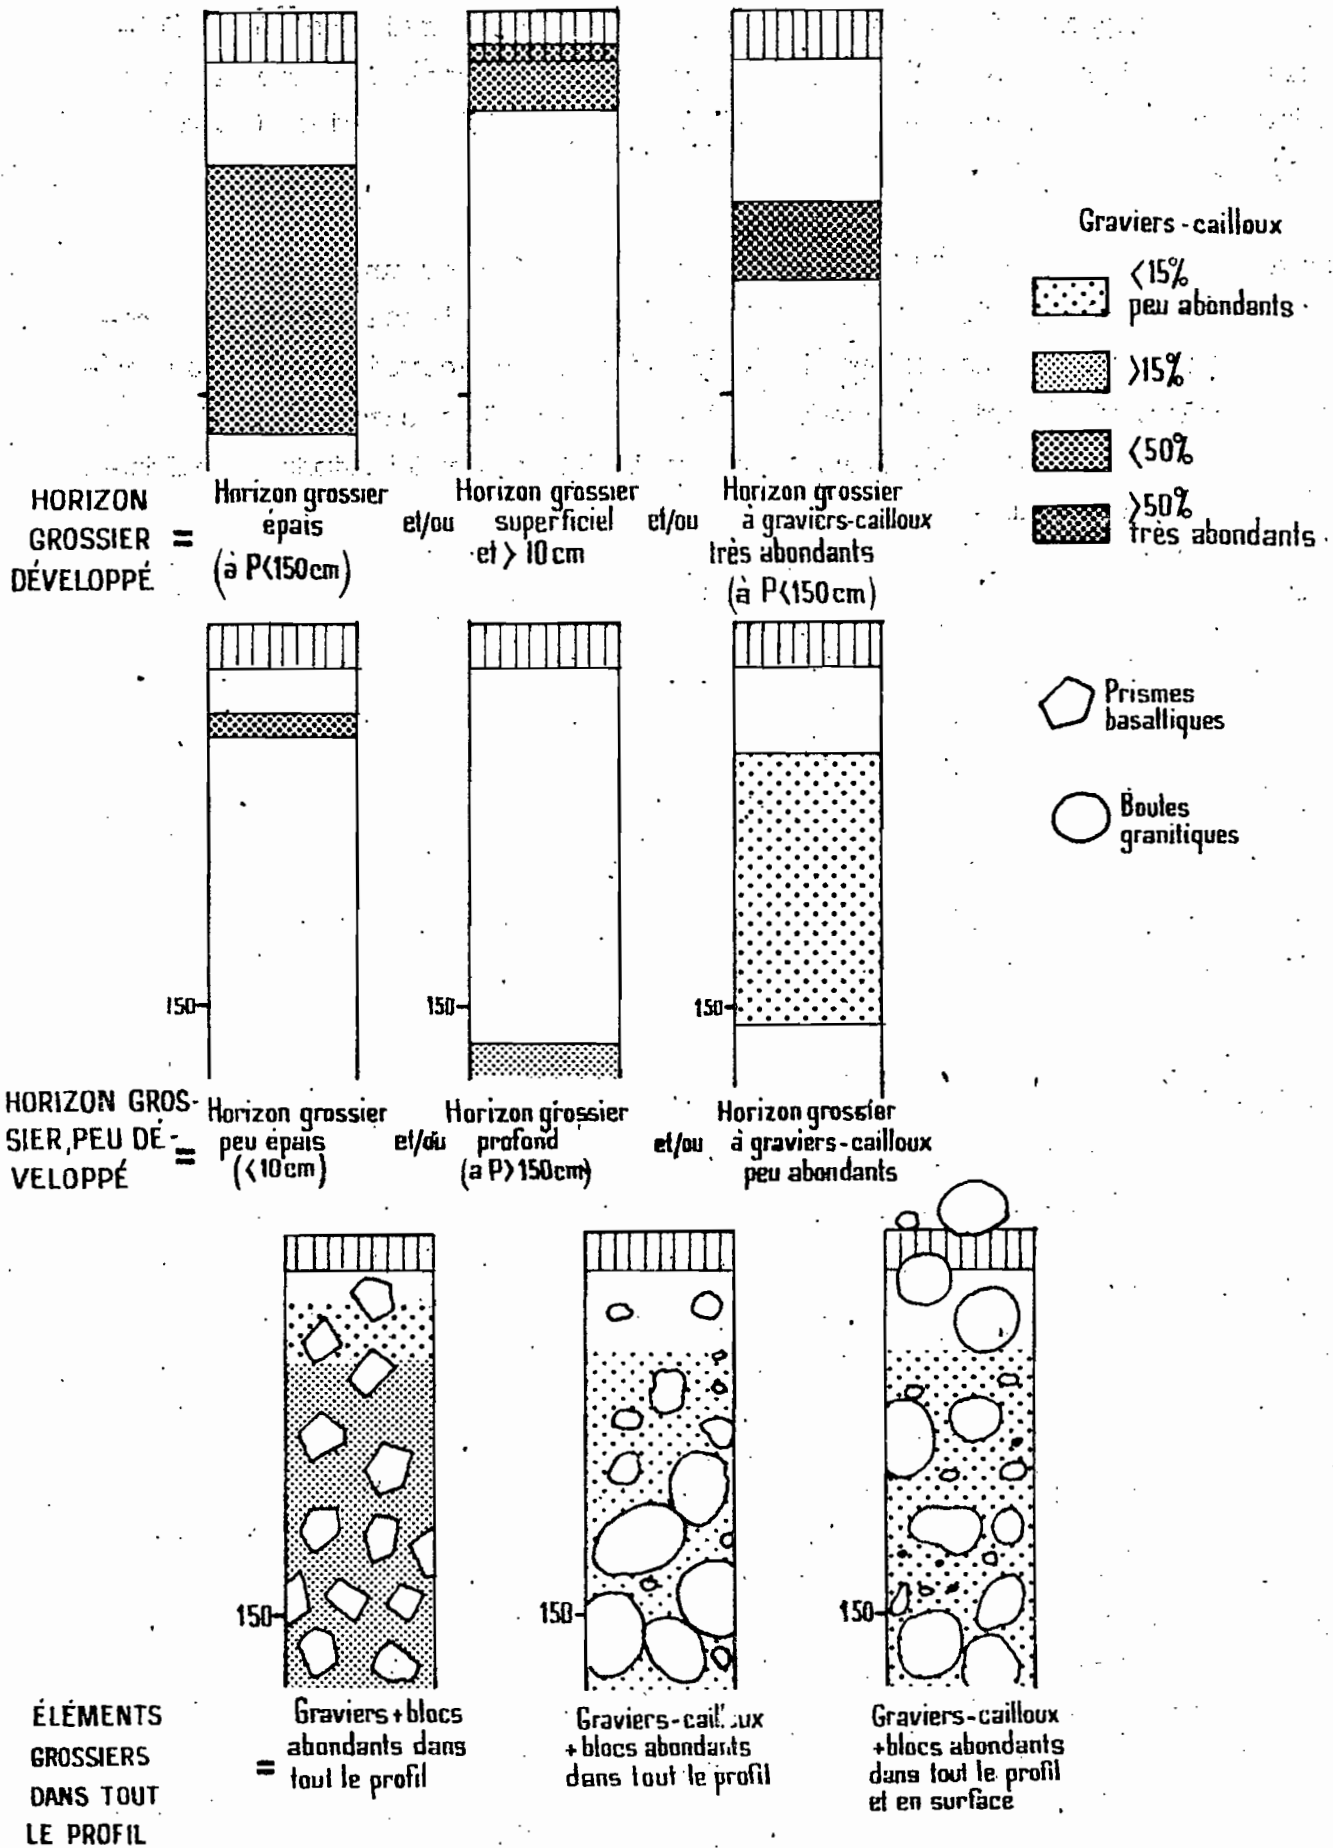 Graviers-cailloux
<15%
peu abondants
>15%
<50%
>50%
très abondants
HORIZON
GROSSIER =
DÉVELOPPÉ
Horizon grossier
épais
(à P<150cm)
et/ou
Horizon grossier
superficiel
et > 10cm
et/ou
Horizon grossier
à graviers-cailloux
très abondants
(à P<150cm)
Prismes
basaltiques
Boules
granitiques
150
150
150
HORIZON GROS-
SIER, PEU DÉ- =
VELOPPÉ
Horizon grossier
peu épais
(<10cm)
et/ou
Horizon grossier
profond
(a P>150cm)
et/ou
Horizon grossier
à graviers-cailloux
peu abondants
150
150
150
ÉLÉMENTS
GROSSIERS =
DANS TOUT
LE PROFIL
Graviers+blocs
abondants dans
tout le profil
Graviers-cailloux
+blocs abondants
dans tout le profil
Graviers-cailloux
+blocs abondants
dans tout le profil
et en surface